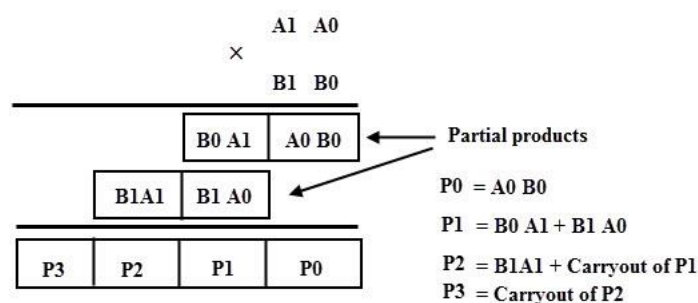 A1 A0
×
B1 B0
B0 A1 A0 B0
Partial products
B1A1 B1 A0
P3 P2 P1 P0
P0 = A0 B0
P1 = B0 A1 + B1 A0
P2 = B1A1 + Carryout of P1
P3 = Carryout of P2